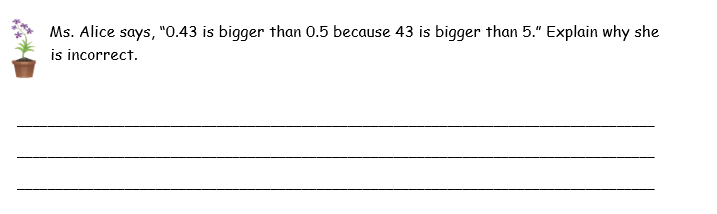 Ms. Alice says, “0.43 is bigger than 0.5 because 43 is bigger than 5.” Explain why she
is incorrect.